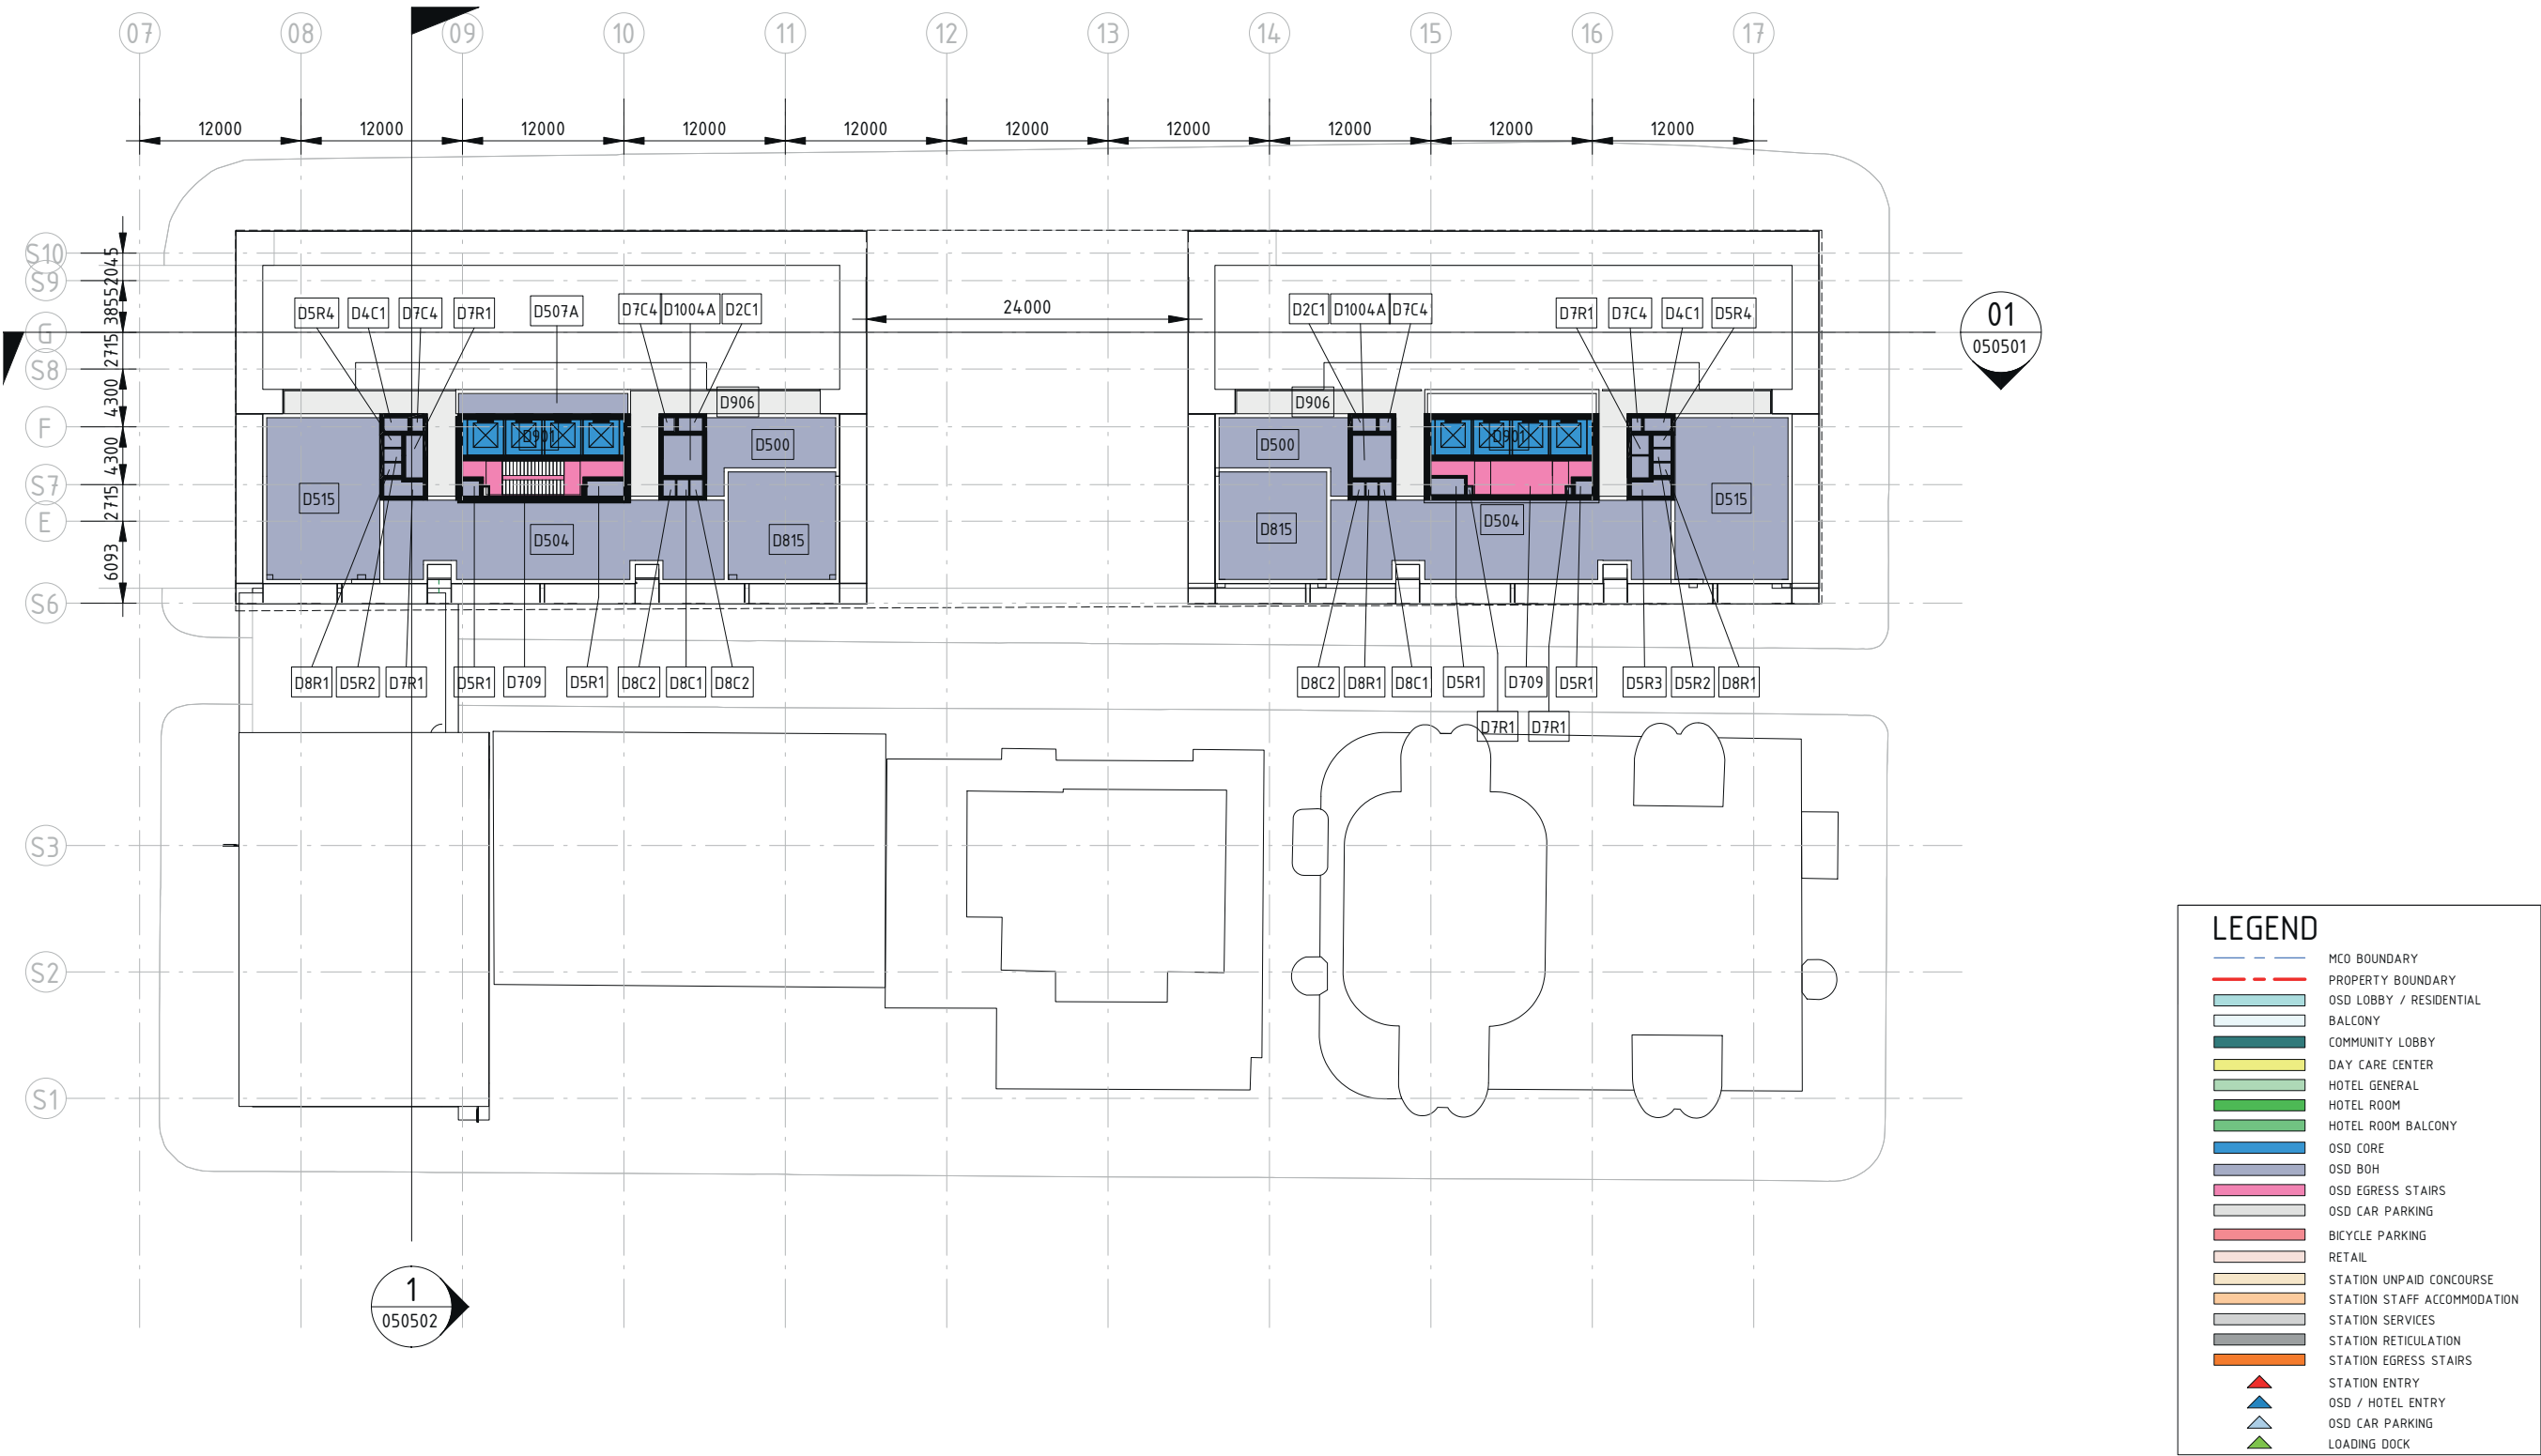 07 08 09 10 11 12 13 14 15 16 17
12000 12000 12000 12000 12000 12000 12000 12000 12000 12000
S10
S9
G
S8
F
S7
E
S6
S3
S2
S1
2045
3855
2715
4300
4300
2715
6093
24000
D5R4 D4C1 D7C4 D7R1 D507A D7C4 D1004A D2C1
D2C1 D1004A D7C4 D7R1 D7C4 D4C1 D5R4
01
050501
D906 D906
D901 D500 D500 D901
D515 D515
D504 D815 D815 D504
D8R1 D5R2 D7R1 D5R1 D709 D5R1 D8C2 D8C1 D8C2
D8C2 D8R1 D8C1 D5R1 D709 D5R1 D5R3 D5R2 D8R1
D7R1 D7R1
1
050502
LEGEND
MCO BOUNDARY
PROPERTY BOUNDARY
OSD LOBBY / RESIDENTIAL
BALCONY
COMMUNITY LOBBY
DAY CARE CENTER
HOTEL GENERAL
HOTEL ROOM
HOTEL ROOM BALCONY
OSD CORE
OSD BOH
OSD EGRESS STAIRS
OSD CAR PARKING
BICYCLE PARKING
RETAIL
STATION UNPAID CONCOURSE
STATION STAFF ACCOMMODATION
STATION SERVICES
STATION RETICULATION
STATION EGRESS STAIRS
STATION ENTRY
OSD / HOTEL ENTRY
OSD CAR PARKING
LOADING DOCK